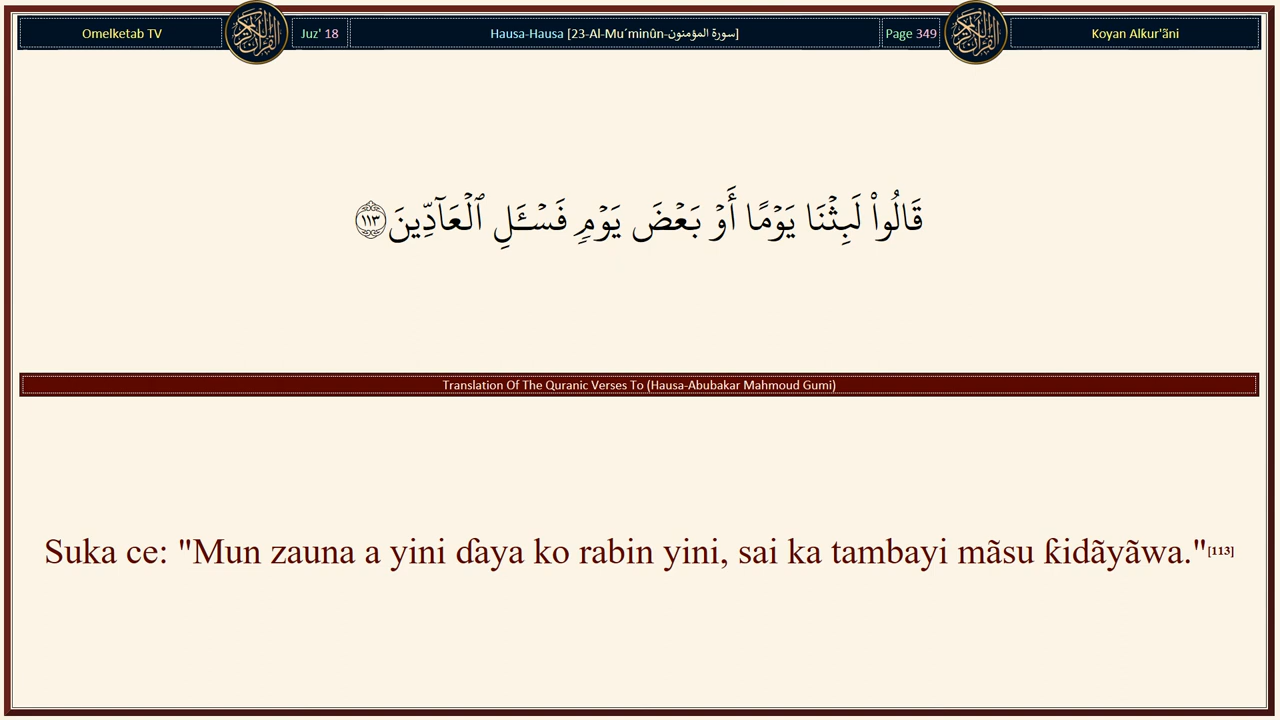 Omelketab TV
Juz' 18
Hausa-Hausa [23-Al-Mu´minûn-سورة المؤمنون]
Page 349
Koyan Alƙur'ãni
قَالُوا۟ لَبِثْنَا يَوْمًا أَوْ بَعْضَ يَوْمٍۢ فَسْـَٔلِ ٱلْعَآدِّينَ ١١٣
Translation Of The Quranic Verses To (Hausa-Abubakar Mahmoud Gumi)
Suka ce: "Mun zauna a yini ɗaya ko rabin yini, sai ka tambayi mãsu ƙidãyãwa."[113]